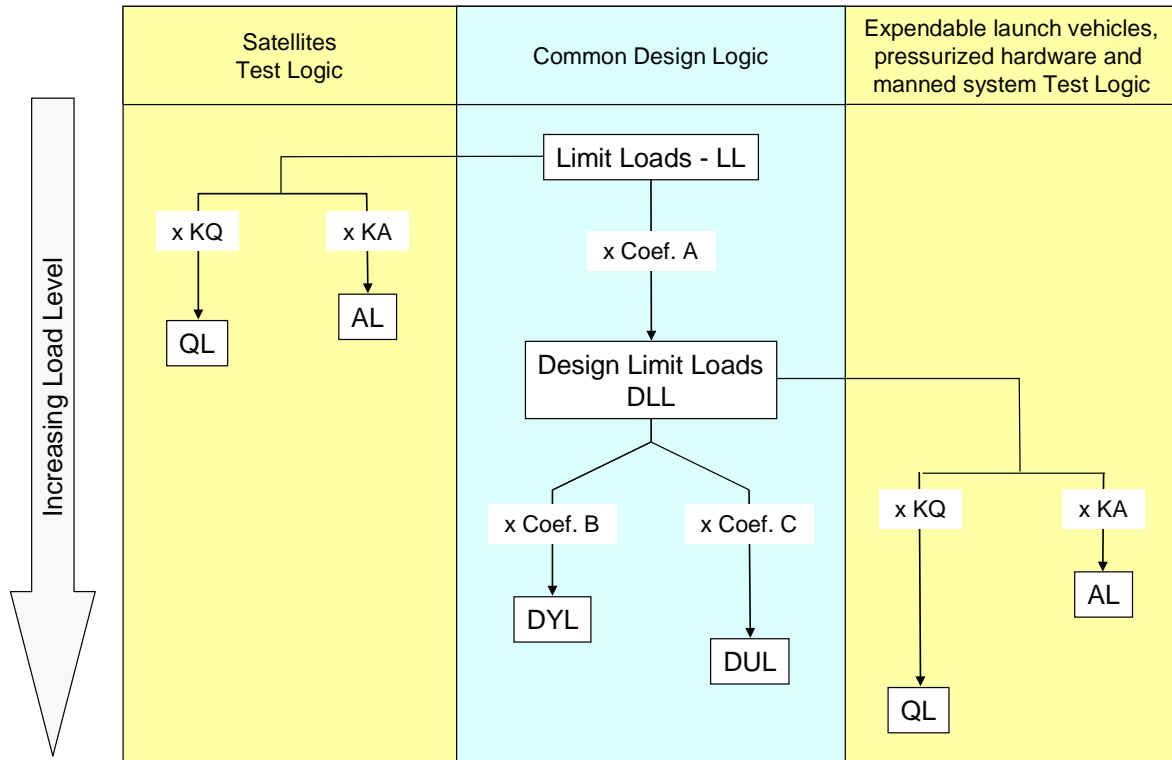 Satellites
Test Logic
Common Design Logic
Expendable launch vehicles,
pressurized hardware and
manned system Test Logic
Increasing Load Level
Limit Loads - LL
x KQ
x KA
x Coef. A
AL
QL
Design Limit Loads
DLL
x Coef. B
x Coef. C
x KQ
x KA
DYL
DUL
AL
QL